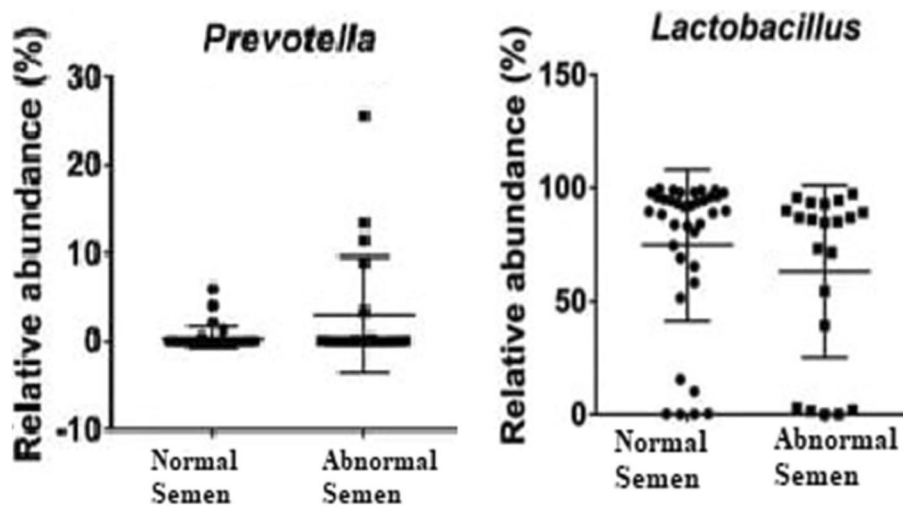 Prevotella
Relative abundance (%)
30
20
10
0
-10
Normal
Semen
Abnormal
Semen
Lactobacillus
Relative abundance (%)
150
100
50
0
Normal
Semen
Abnormal
Semen